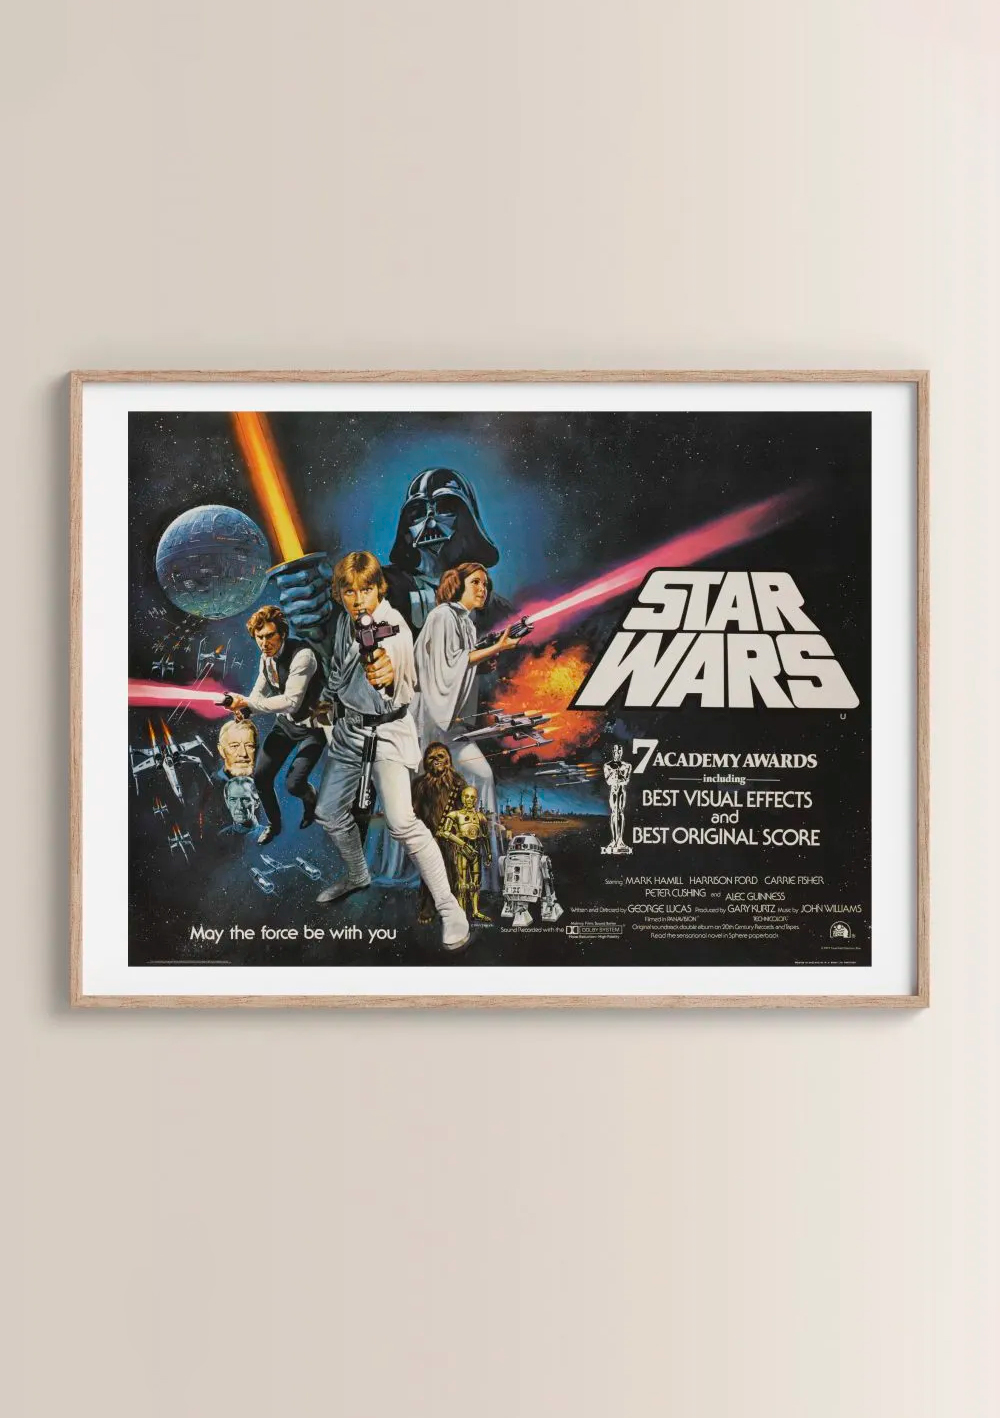 STAR
WARS
U
7 ACADEMY AWARDS
including
BEST VISUAL EFFECTS
and
BEST ORIGINAL SCORE
Starring MARK HAMILL HARRISON FORD CARRIE FISHER
PETER CUSHING and ALEC GUINNESS
Written and Directed by GEORGE LUCAS Produced by GARY KURTZ Music by JOHN WILLIAMS
Filmed in PANAVISION® TECHNICOLOR®
Original soundtrack double album on 20th Century Records and Tapes
Read the sensational novel in Sphere paperback
Sound Recorded with the DOLBY SYSTEM
May the force be with you